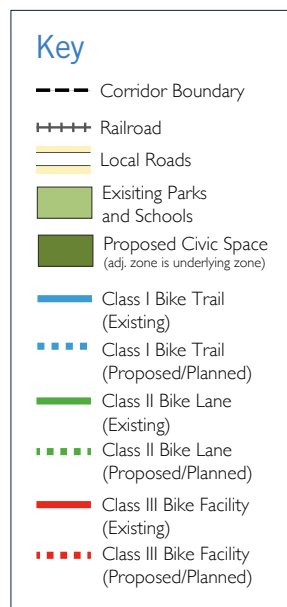 Key
Corridor Boundary
Railroad
Local Roads
Exisiting Parks
and Schools
Proposed Civic Space
(adj. zone is underlying zone)
Class I Bike Trail
(Existing)
Class I Bike Trail
(Proposed/Planned)
Class II Bike Lane
(Existing)
Class II Bike Lane
(Proposed/Planned)
Class III Bike Facility
(Existing)
Class III Bike Facility
(Proposed/Planned)